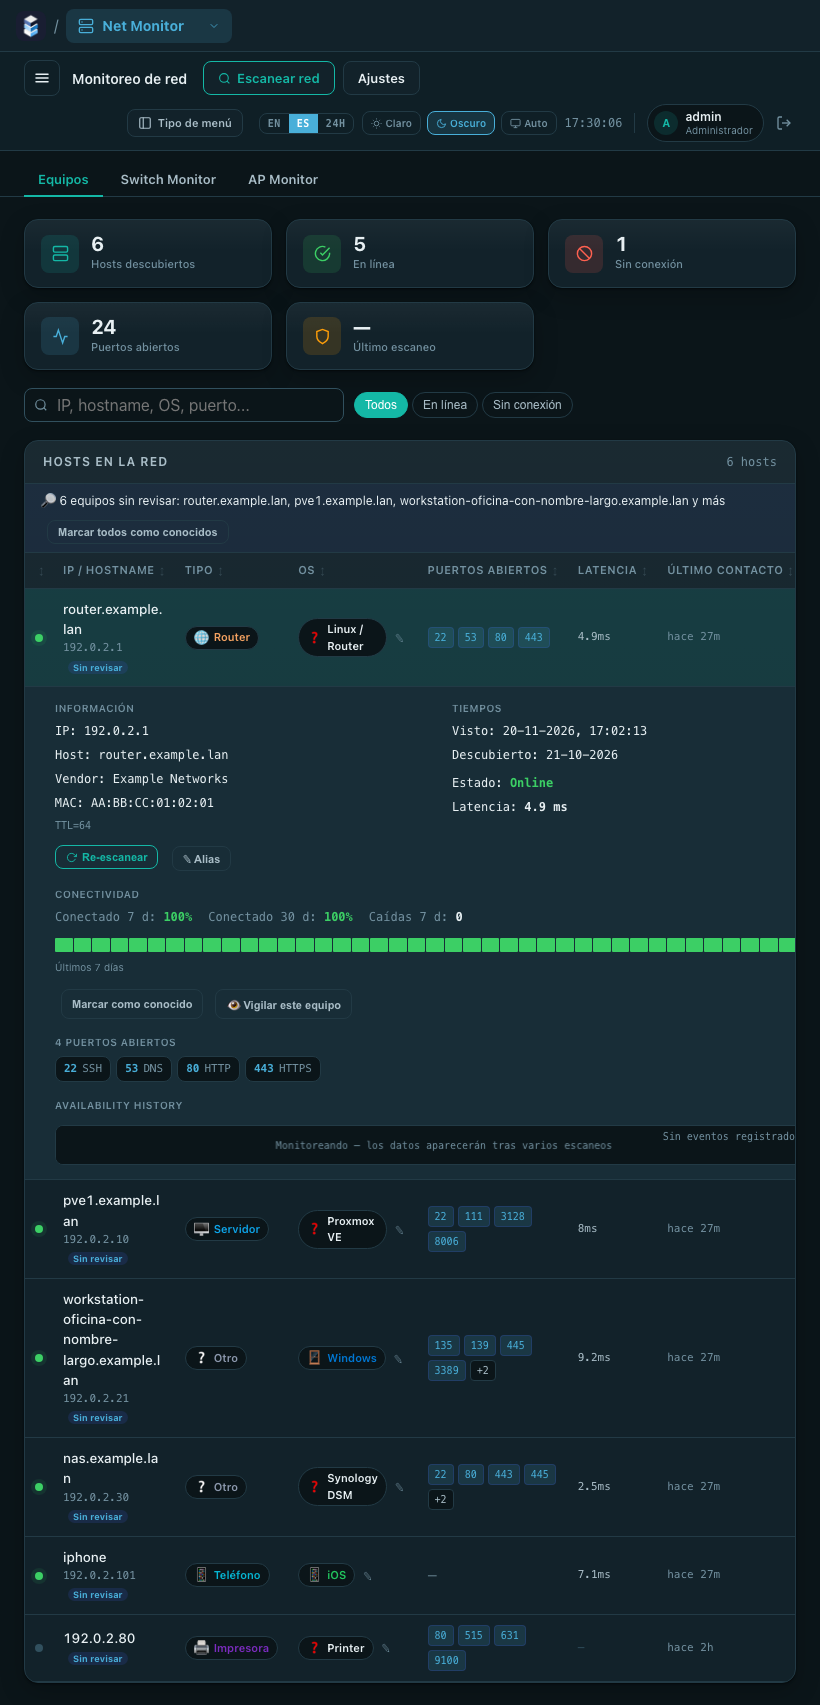 / Net Monitor
Monitoreo de red Escanear red Ajustes
Tipo de menú EN ES 24H Claro Oscuro Auto 17:30:06 A admin
Administrador
Equipos Switch Monitor AP Monitor
6
Hosts descubiertos
5
En línea
1
Sin conexión
24
Puertos abiertos
—
Último escaneo
IP, hostname, OS, puerto... Todos En línea Sin conexión
HOSTS EN LA RED 6 hosts
6 equipos sin revisar: router.example.lan, pve1.example.lan, workstation-oficina-con-nombre-largo.example.lan y más
Marcar todos como conocidos
IP / HOSTNAME TIPO OS PUERTOS ABIERTOS LATENCIA ÚLTIMO CONTACTO
router.example.
lan
192.0.2.1
Sin revisar
Router
? Linux /
Router
22 53 80 443
4.9ms
hace 27m
INFORMACIÓN
IP: 192.0.2.1
Host: router.example.lan
Vendor: Example Networks
MAC: AA:BB:CC:01:02:01
TTL=64
TIEMPOS
Visto: 20-11-2026, 17:02:13
Descubierto: 21-10-2026
Estado: Online
Latencia: 4.9 ms
Re-escanear Alias
CONECTIVIDAD
Conectado 7 d: 100% Conectado 30 d: 100% Caídas 7 d: 0
Últimos 7 días
Marcar como conocido Vigilar este equipo
4 PUERTOS ABIERTOS
22 SSH 53 DNS 80 HTTP 443 HTTPS
AVAILABILITY HISTORY
Monitoreando — los datos aparecerán tras varios escaneos
Sin eventos registrado
pve1.example.l
an
192.0.2.10
Sin revisar
Servidor
? Proxmox
VE
22 111 3128
8006
8ms
hace 27m
workstation-
oficina-con-
nombre-
largo.example.l
an
192.0.2.21
Sin revisar
? Otro
Windows
135 139 445
3389 +2
9.2ms
hace 27m
nas.example.la
n
192.0.2.30
Sin revisar
? Otro
? Synology
DSM
22 80 443 445
+2
2.5ms
hace 27m
iphone
192.0.2.101
Sin revisar
Teléfono
iOS
—
7.1ms
hace 27m
192.0.2.80
Sin revisar
Impresora
? Printer
80 515 631
9100
—
hace 2h